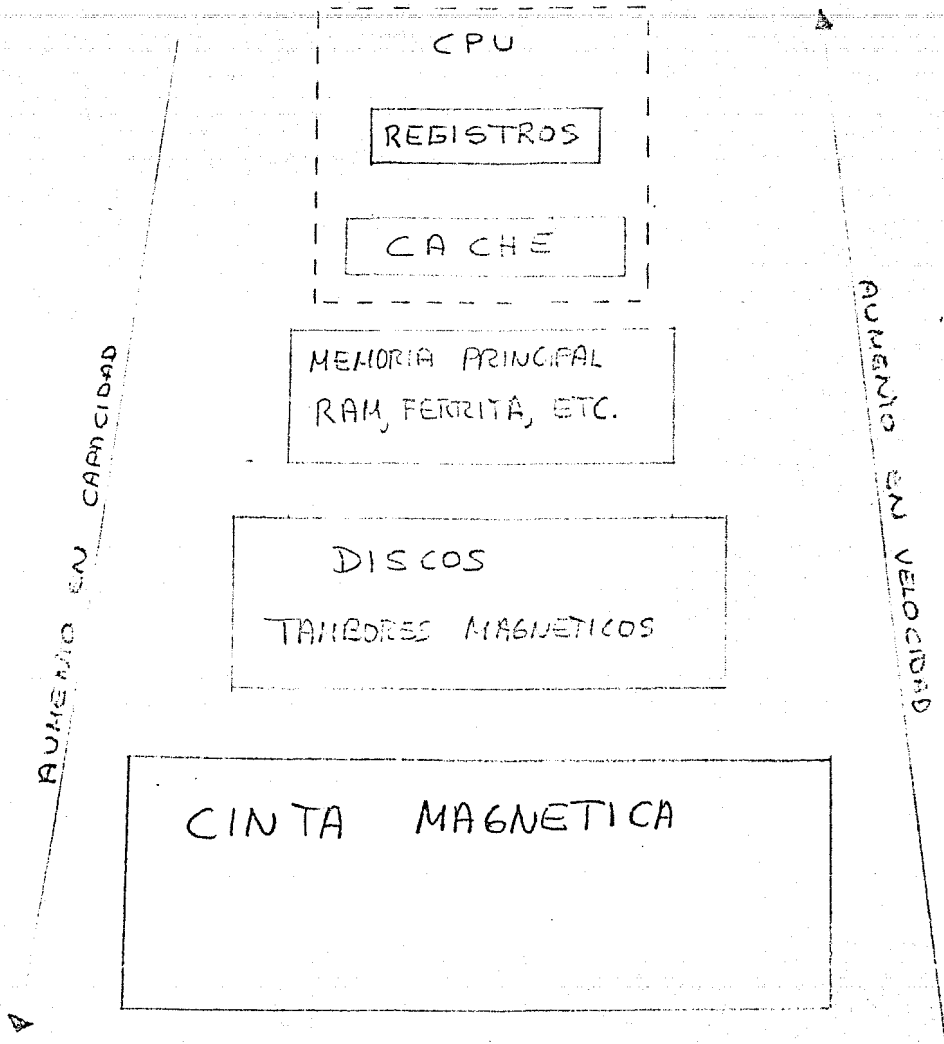 CPU
REGISTROS
CACHE
MEMORIA PRINCIPAL
RAM, FERRITA, ETC.
DISCOS
TAMBORES MAGNETICOS
CINTA MAGNETICA
AUMENTO EN CAPACIDAD
AUMENTO EN VELOCIDAD